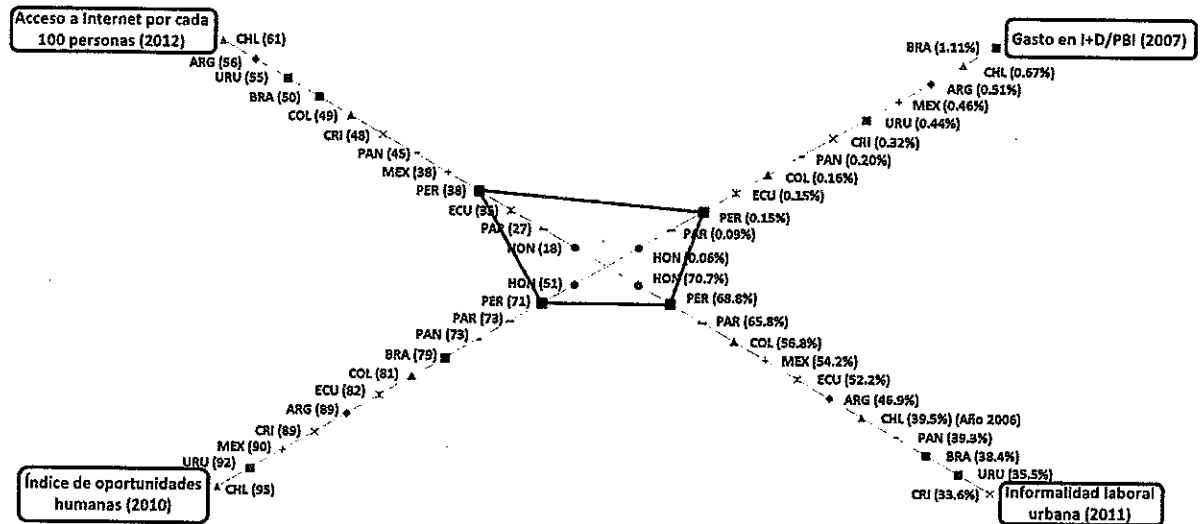 Acceso a Internet por cada
100 personas (2012)
CHL (61)
ARG (56)
URU (55)
BRA (50)
COL (49)
CRI (48)
PAN (45)
MEX (38)
PER (38)
ECU (35)
PAR (27)
HON (18)
Gasto en I+D/PBI (2007)
BRA (1.11%)
CHL (0.67%)
ARG (0.51%)
MEX (0.46%)
URU (0.44%)
CRI (0.32%)
PAN (0.20%)
COL (0.16%)
ECU (0.15%)
PER (0.15%)
PAR (0.09%)
HON (0.06%)
HON (51)
PER (71)
PAR (73)
PAN (73)
BRA (79)
COL (81)
ECU (82)
ARG (89)
CRI (89)
MEX (90)
URU (92)
CHL (95)
Índice de oportunidades
humanas (2010)
HON (70.7%)
PER (68.8%)
PAR (65.8%)
COL (56.8%)
MEX (54.2%)
ECU (52.2%)
ARG (46.9%)
CHL (39.5%) (Año 2006)
PAN (39.3%)
BRA (38.4%)
URU (35.5%)
CRI (33.6%)
Informalidad laboral
urbana (2011)